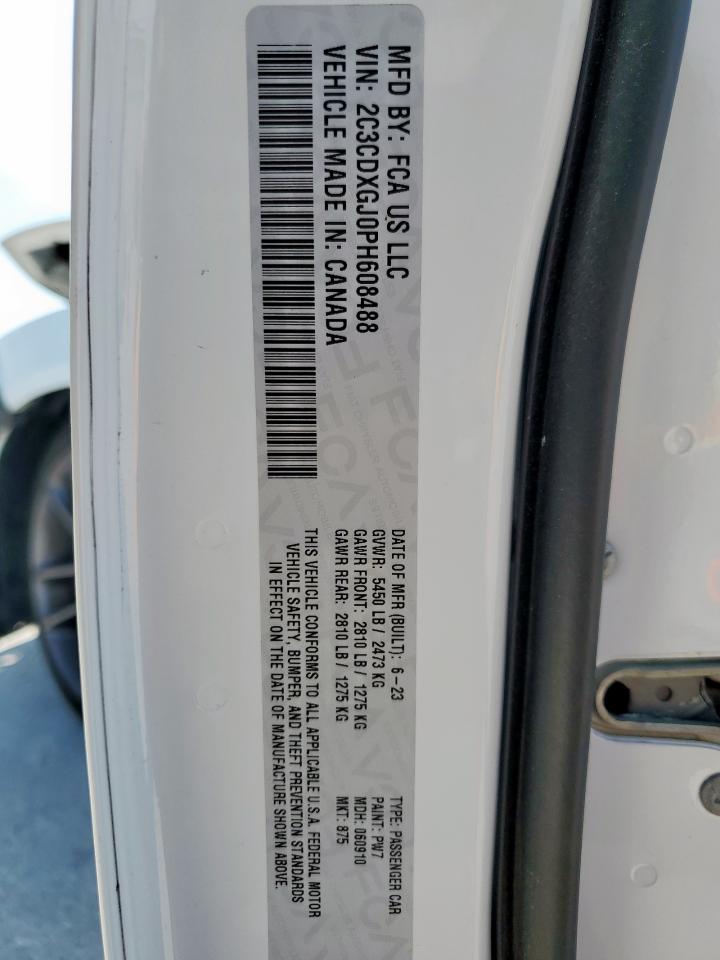 MFD BY: FCA US LLC
VIN: 2C3CDXGJ0PH608488
VEHICLE MADE IN: CANADA
DATE OF MFR (BUILT): 6-23
GVWR: 5450 LB / 2473 KG
GAWR FRONT: 2810 LB / 1275 KG
GAWR REAR: 2810 LB / 1275 KG
TYPE: PASSENGER CAR
PAINT: PW7
MDH: 060910
MKT: 875
THIS VEHICLE CONFORMS TO ALL APPLICABLE U.S.A. FEDERAL MOTOR
VEHICLE SAFETY, BUMPER, AND THEFT PREVENTION STANDARDS
IN EFFECT ON THE DATE OF MANUFACTURE SHOWN ABOVE.
FCA
FCA